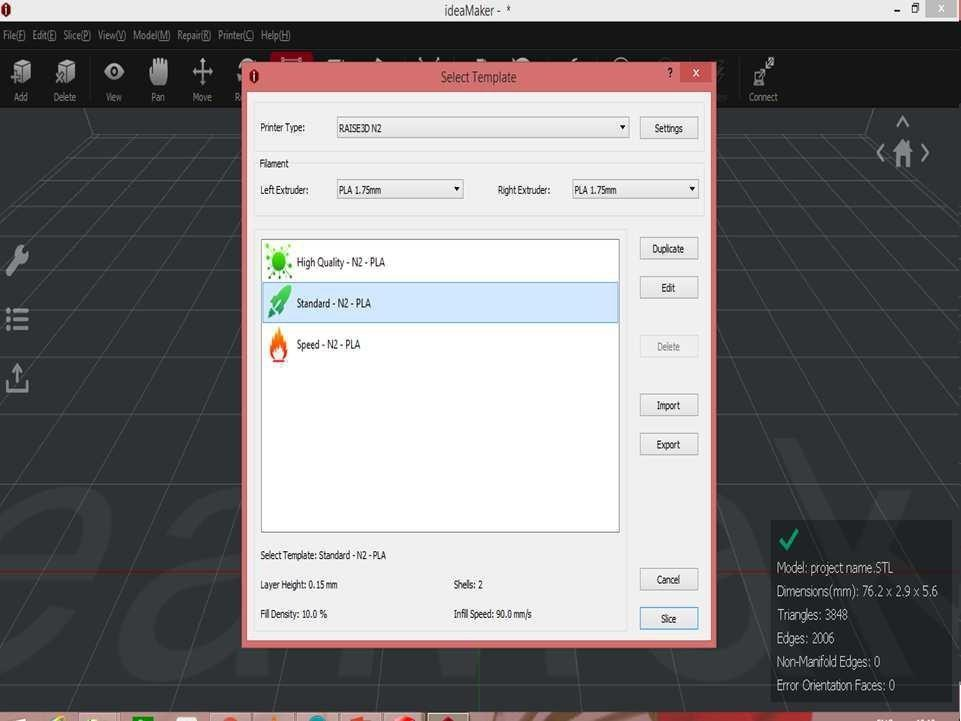 ideaMaker - *
File(F) Edit(E) Slice(P) View(V) Model(M) Repair(R) Printer(C) Help(H)
Add Delete View Pan Move Connect
Select Template
? x
Printer Type: RAISE3D N2 Settings
Filament
Left Extruder: PLA 1.75mm Right Extruder: PLA 1.75mm
High Quality - N2 - PLA
Standard - N2 - PLA
Speed - N2 - PLA
Duplicate
Edit
Delete
Import
Export
Select Template: Standard - N2 - PLA
Layer Height: 0.15 mm Shells: 2
Fill Density: 10.0 % Infill Speed: 90.0 mm/s
Cancel
Slice
Model: project name.STL
Dimensions(mm): 76.2 x 2.9 x 5.6
Triangles: 3848
Edges: 2006
Non-Manifold Edges: 0
Error Orientation Faces: 0